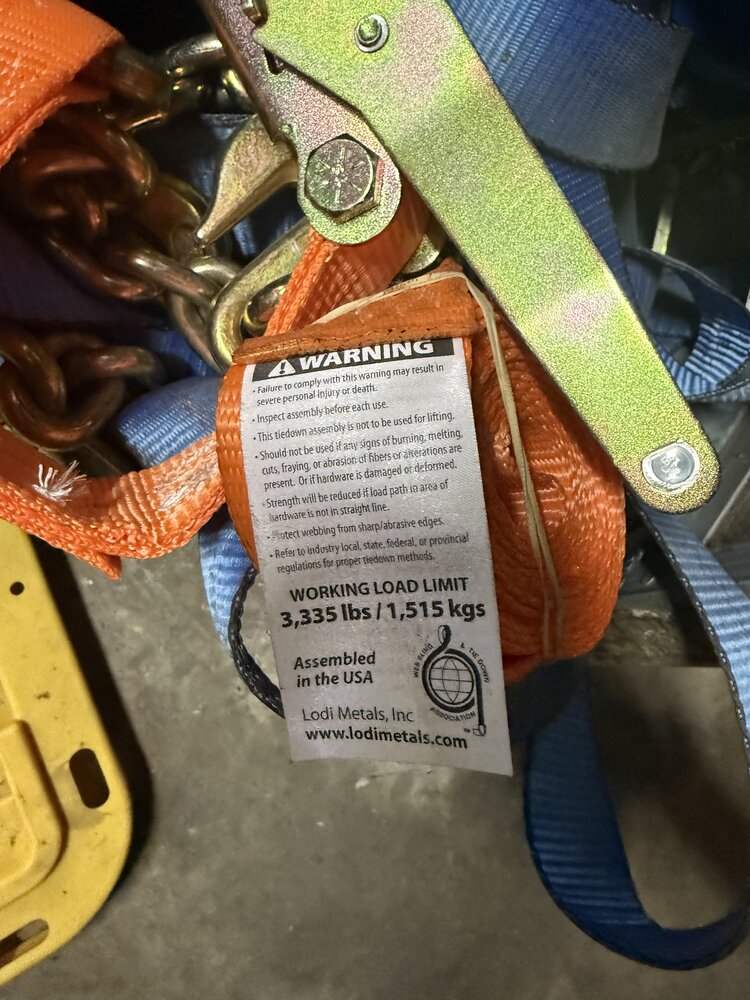 WARNING
• Failure to comply with this warning may result in
severe personal injury or death.
• Inspect assembly before each use.
• This tiedown assembly is not to be used for lifting.
• Should not be used if any signs of burning, melting,
cuts, fraying, or abrasion of fibers or alterations are
present. Or if hardware is damaged or deformed.
• Strength will be reduced if load path in area of
hardware is not in straight line.
• Protect webbing from sharp/abrasive edges.
• Refer to industry local, state, federal, or provincial
regulations for proper tiedown methods.
WORKING LOAD LIMIT
3,335 lbs / 1,515 kgs
Assembled
in the USA
WEB SLING & TIE DOWN
ASSOCIATION
Lodi Metals, Inc
www.lodimetals.com